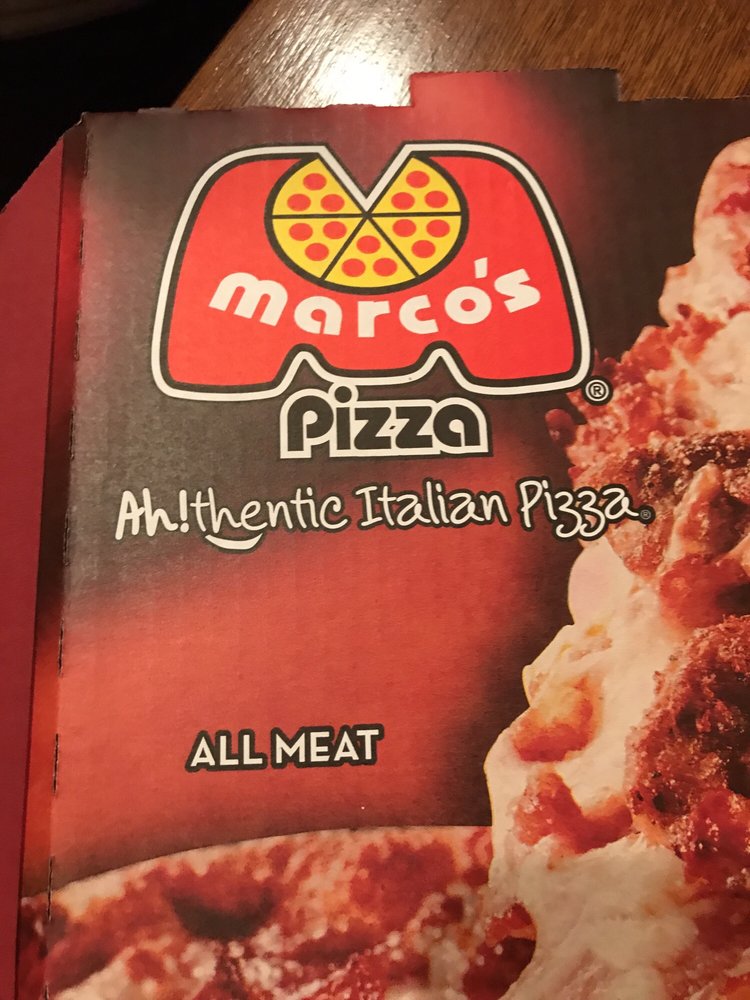 marco's
®
Pizza
Ah!thentic Italian Pizza®
ALL MEAT